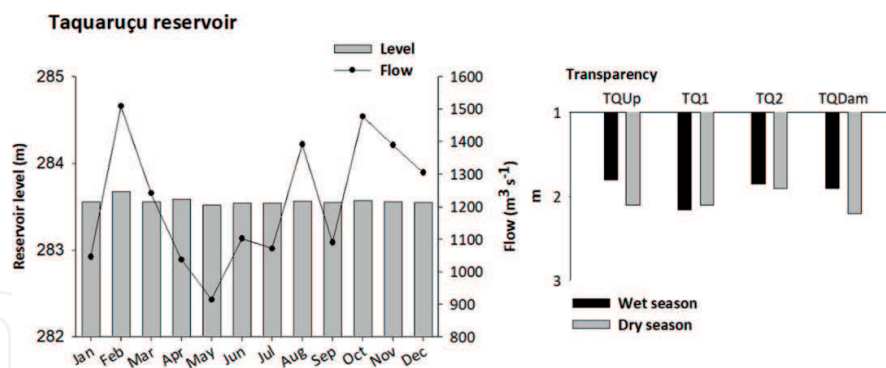 Taquaruçu reservoir
Level
Flow
Reservoir level (m)
285
284
283
282
1600
1500
1400
1300
1200
1100
1000
900
800
Flow (m³ s⁻¹)
Jan Feb Mar Apr May Jun Jul Aug Sep Oct Nov Dec
Transparency
TQUp TQ1 TQ2 TQDam
1
2
3
m
Wet season
Dry season